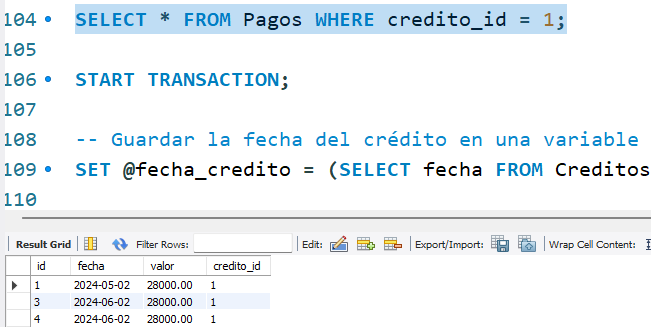 104 SELECT * FROM Pagos WHERE credito_id = 1;
105
106 START TRANSACTION;
107
108 -- Guardar la fecha del crédito en una variable
109 SET @fecha_credito = (SELECT fecha FROM Creditos
110
Result Grid Filter Rows: Edit: Export/Import: Wrap Cell Content:
id fecha valor credito_id
1 2024-05-02 28000.00 1
3 2024-06-02 28000.00 1
4 2024-06-02 28000.00 1